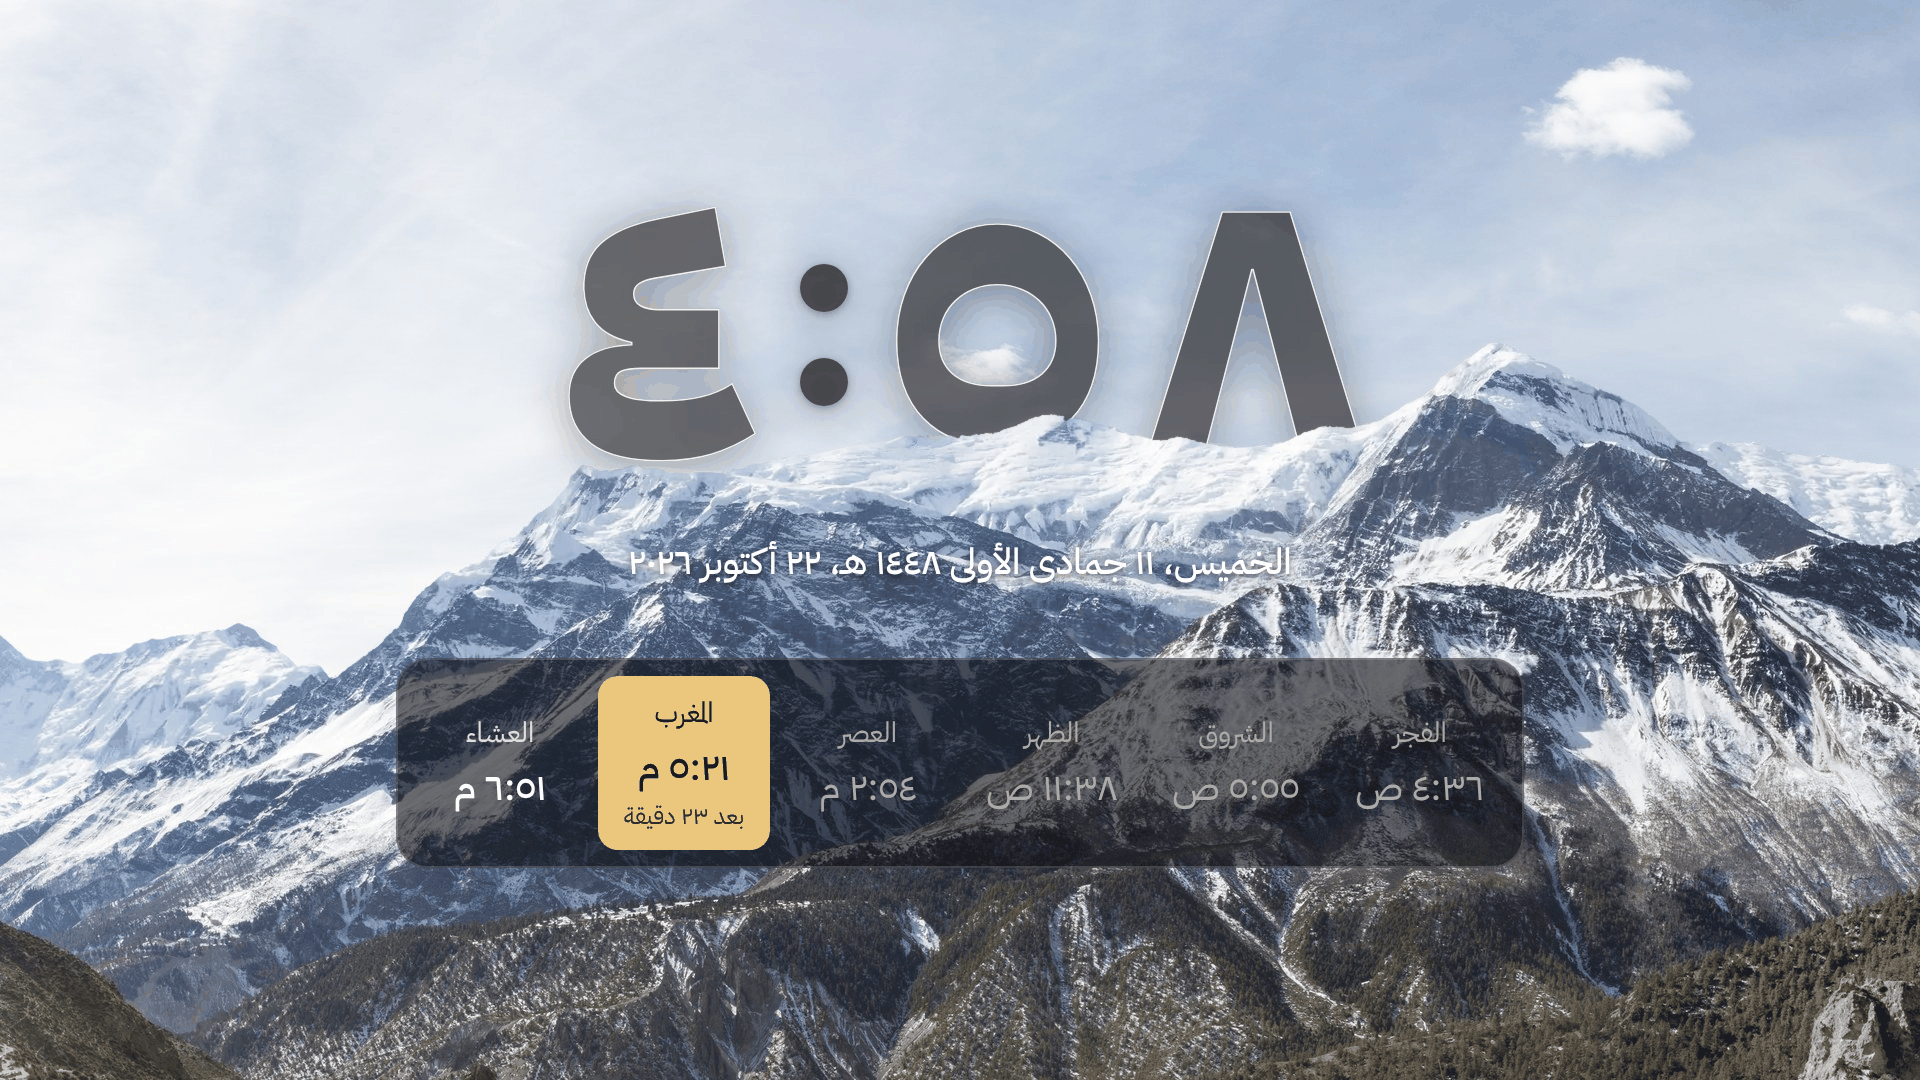 ٤:٥٨
الخميس، ١١ جمادى الأولى ١٤٤٨ هـ، ٢٢ أكتوبر ٢٠٢٦
الفجر
٤:٣٦ ص
الشروق
٥:٥٥ ص
الظهر
١١:٣٨ ص
العصر
٢:٥٤ م
المغرب
٥:٢١ م
بعد ٢٣ دقيقة
العشاء
٦:٥١ م